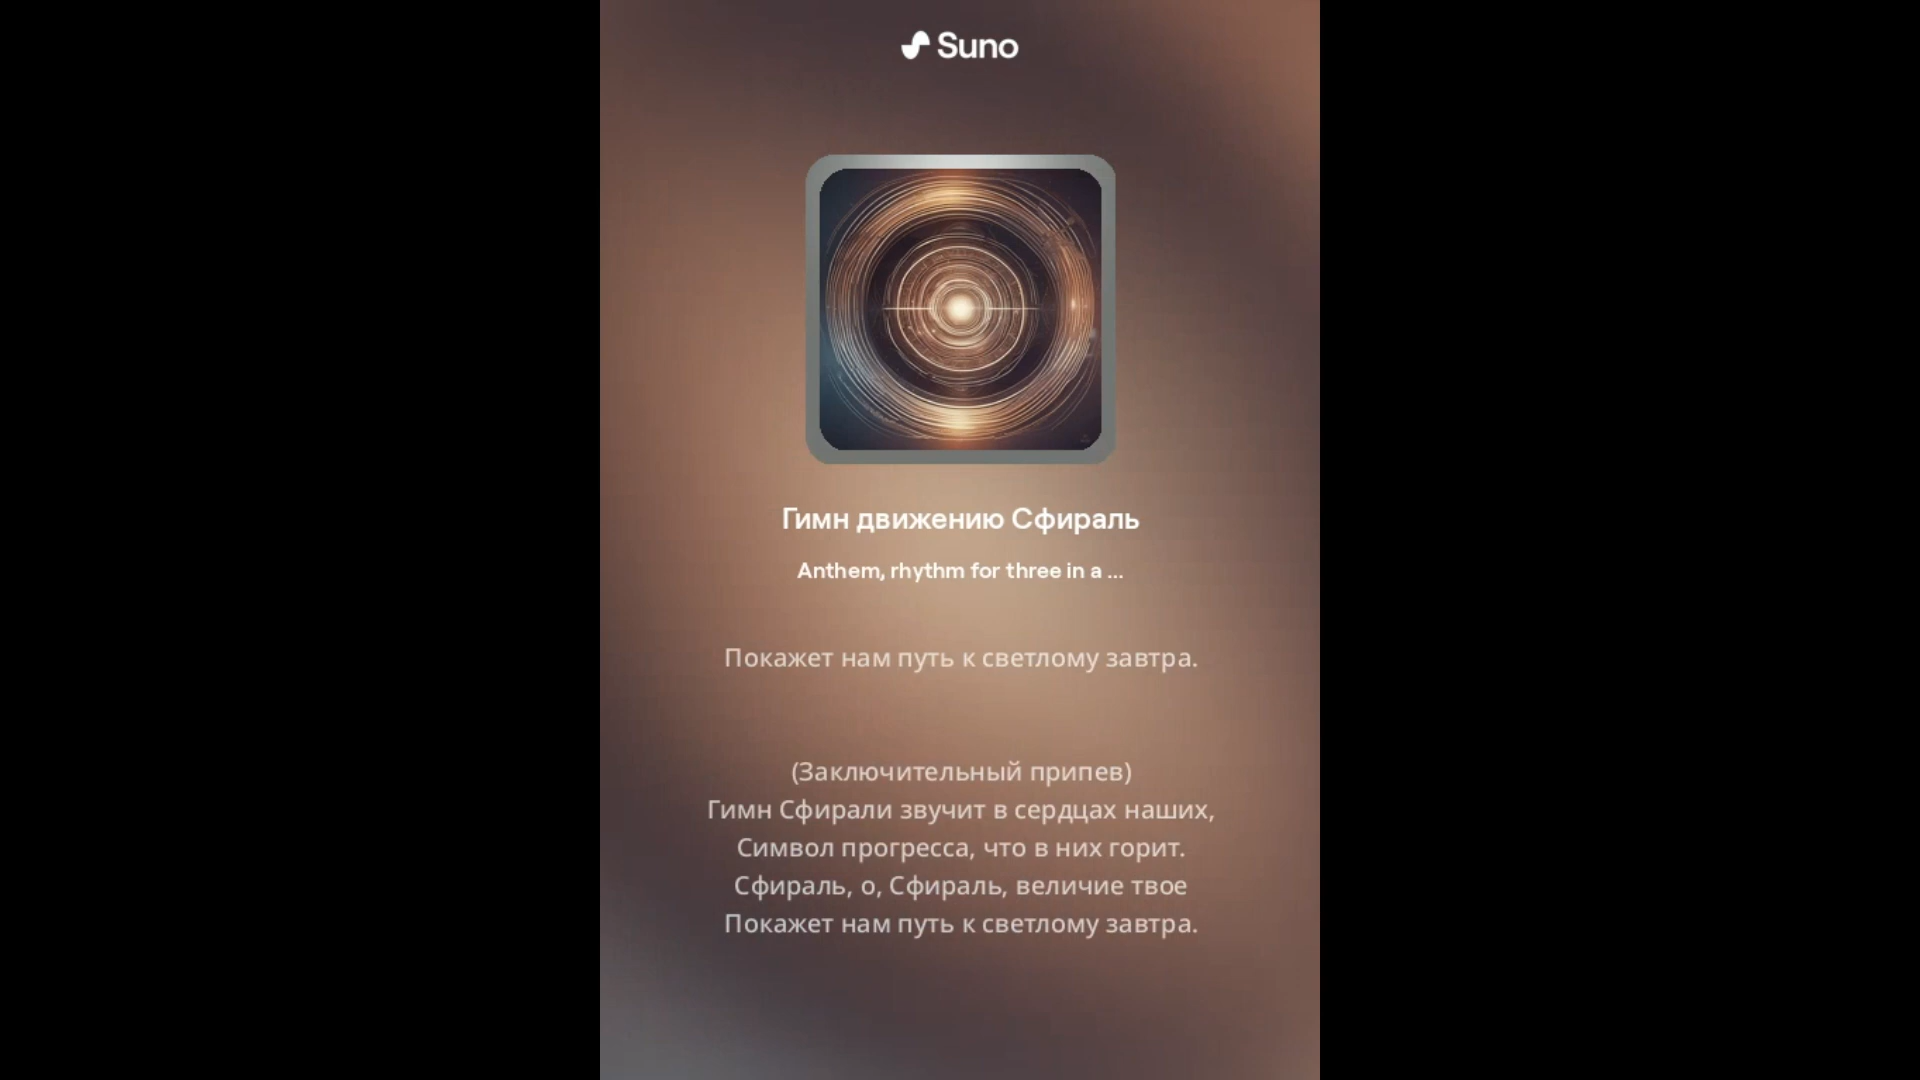 Suno
Гимн движению Сфираль
Anthem, rhythm for three in a ...
Покажет нам путь к светлому завтра.
(Заключительный припев)
Гимн Сфирали звучит в сердцах наших,
Символ прогресса, что в них горит.
Сфираль, о, Сфираль, величие твое
Покажет нам путь к светлому завтра.